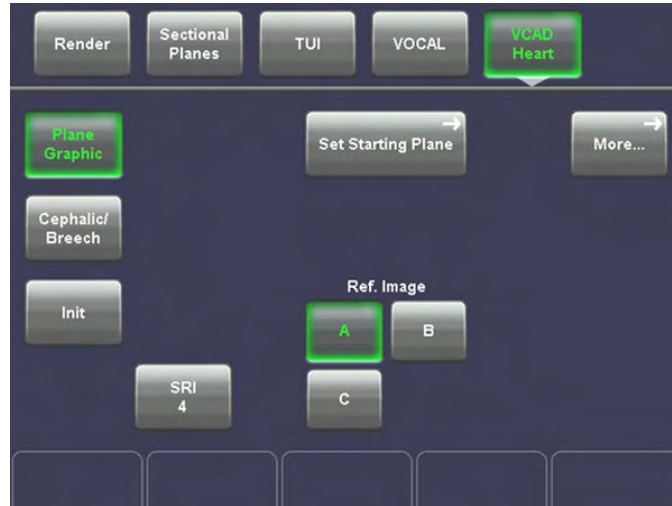 Render
Sectional
Planes
TUI
VOCAL
VCAD
Heart
Plane
Graphic
Set Starting Plane
More...
Cephalic/
Breech
Init
Ref. Image
A
B
SRI
4
C